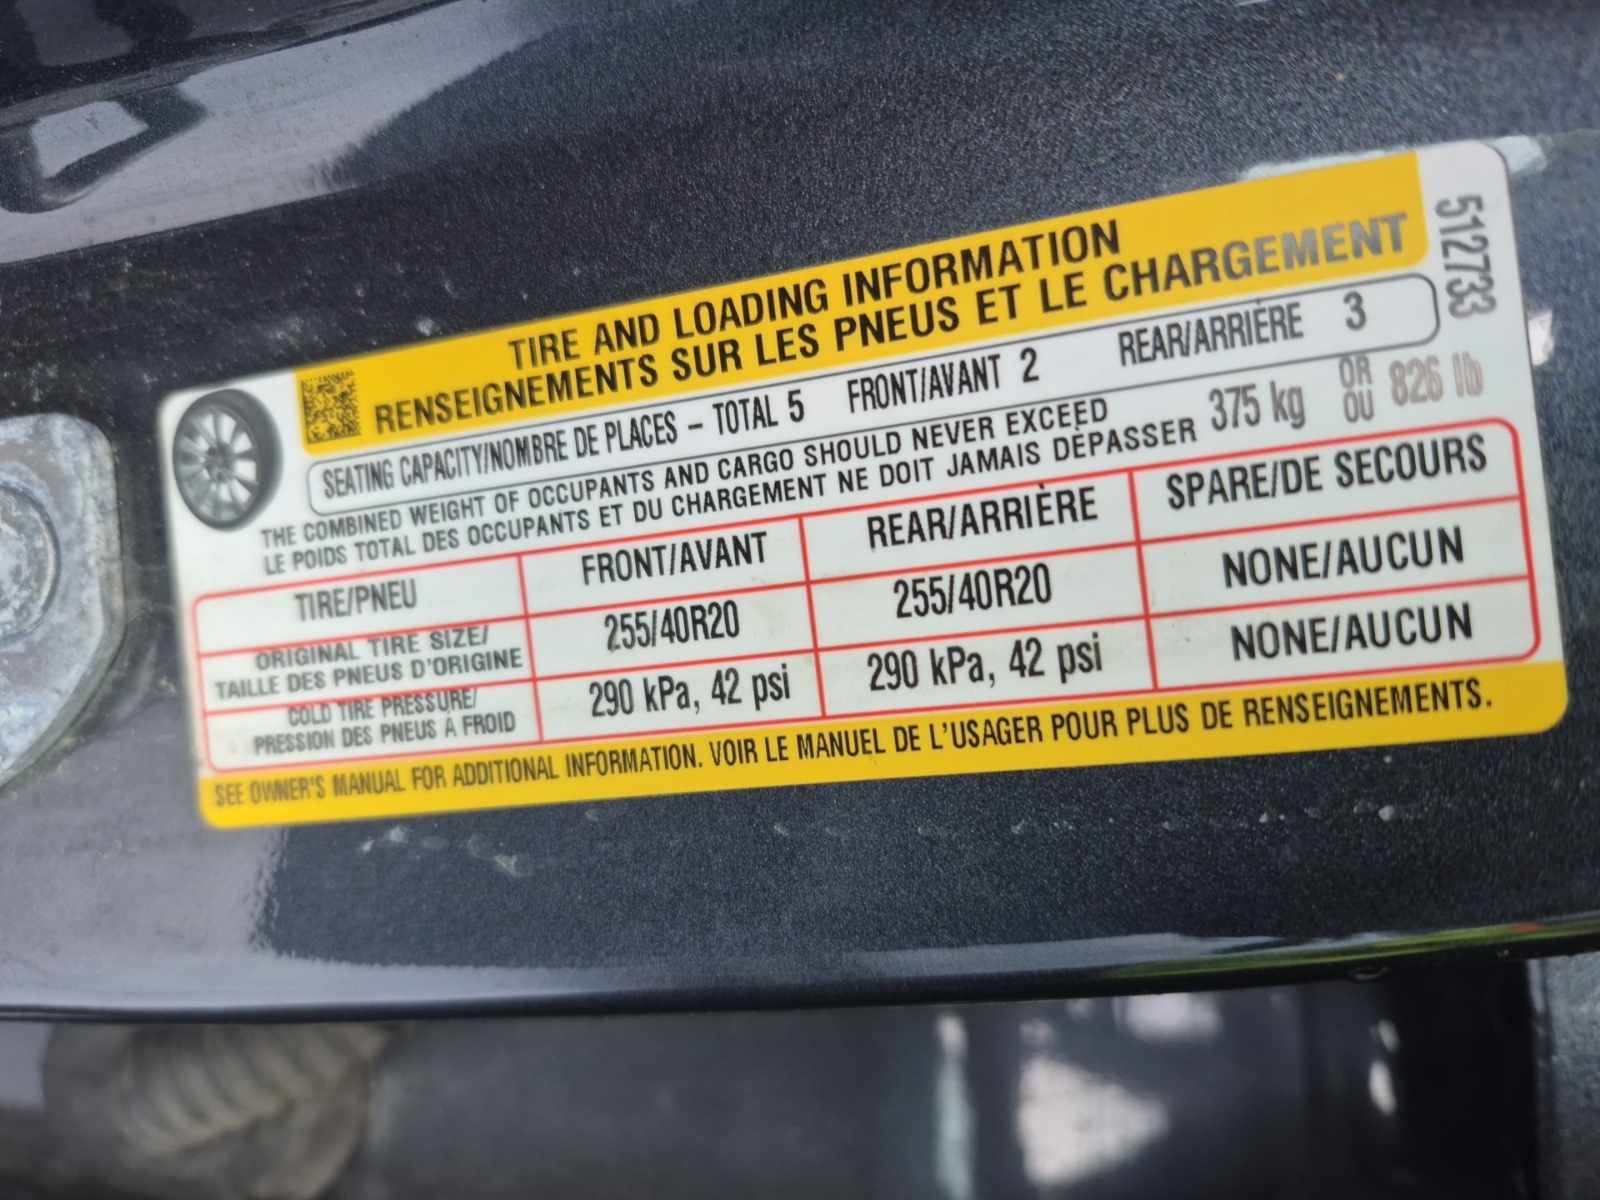 TIRE AND LOADING INFORMATION
RENSEIGNEMENTS SUR LES PNEUS ET LE CHARGEMENT
512733
SEATING CAPACITY/NOMBRE DE PLACES – TOTAL 5 FRONT/AVANT 2 REAR/ARRIÈRE 3
THE COMBINED WEIGHT OF OCCUPANTS AND CARGO SHOULD NEVER EXCEED
LE POIDS TOTAL DES OCCUPANTS ET DU CHARGEMENT NE DOIT JAMAIS DÉPASSER
375 kg OR OU 826 lb
TIRE/PNEU FRONT/AVANT REAR/ARRIÈRE SPARE/DE SECOURS
ORIGINAL TIRE SIZE/
TAILLE DES PNEUS D'ORIGINE
255/40R20 255/40R20 NONE/AUCUN
COLD TIRE PRESSURE/
PRESSION DES PNEUS À FROID
290 kPa, 42 psi 290 kPa, 42 psi NONE/AUCUN
SEE OWNER'S MANUAL FOR ADDITIONAL INFORMATION. VOIR LE MANUEL DE L'USAGER POUR PLUS DE RENSEIGNEMENTS.